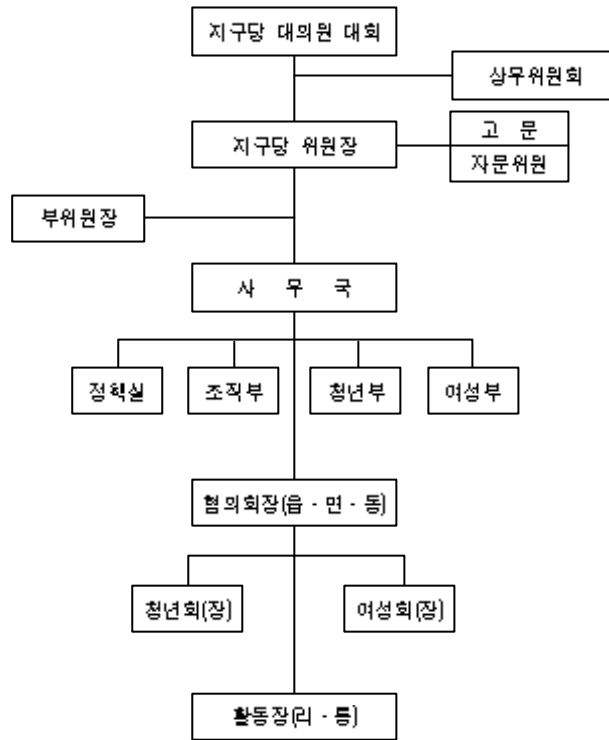 지구당 대의원 대회
상무위원회
지구당 위원장
고 문
자문위원
부위원장
사 무 국
정책실
조직부
청년부
여성부
협의회장(읍 - 면 - 동)
청년회(장)
여성회(장)
활동장(리 - 통)